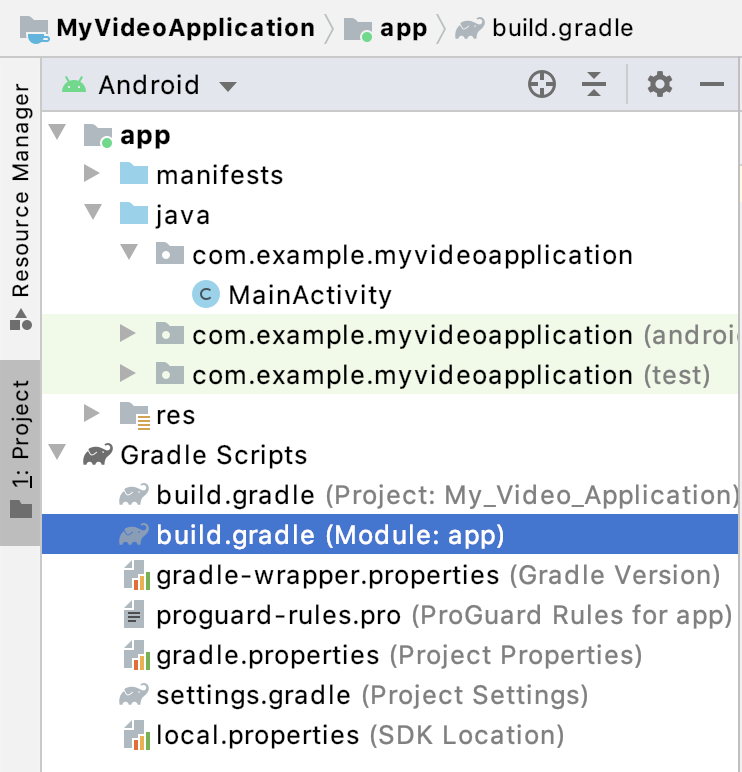 MyVideoApplication app build.gradle
Resource Manager
1: Project
Android
app
manifests
java
com.example.myvideoapplication
C MainActivity
com.example.myvideoapplication (androi
com.example.myvideoapplication (test)
res
Gradle Scripts
build.gradle (Project: My_Video_Application)
build.gradle (Module: app)
gradle-wrapper.properties (Gradle Version)
proguard-rules.pro (ProGuard Rules for app)
gradle.properties (Project Properties)
settings.gradle (Project Settings)
local.properties (SDK Location)